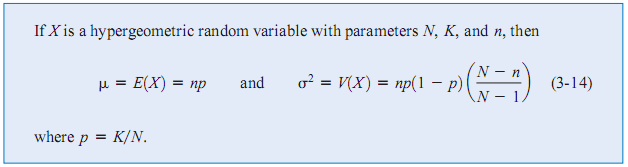 If X is a hypergeometric random variable with parameters N, K, and n, then
μ = E(X) = np and σ² = V(X) = np(1 − p)((N − n)/(N − 1)) (3-14)
where p = K/N.